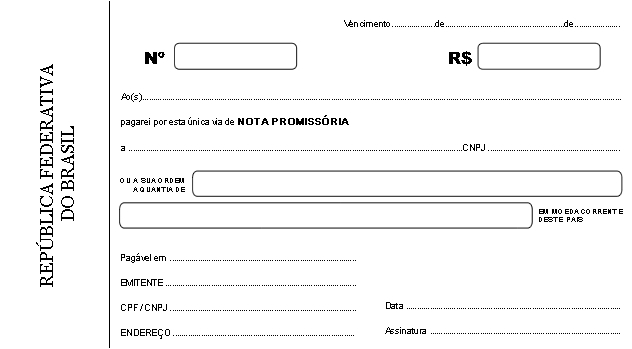 REPÚBLICA FEDERATIVA
DO BRASIL
Vencimento..................de................................................de...................
Nº R$
Ao(s)....................................................................................................
pagarei por esta única via de NOTA PROMISSÓRIA
a ....................................................................CNPJ .......................................
OU A SUA ORDEM
A QUANTIA DE
EM MOEDA CORRENTE
DESTE PAÍS
Pagável em ............................................................
EMITENTE ............................................................
CPF / CNPJ ............................................................
Data ............................................................
ENDEREÇO ............................................................
Assinatura ............................................................